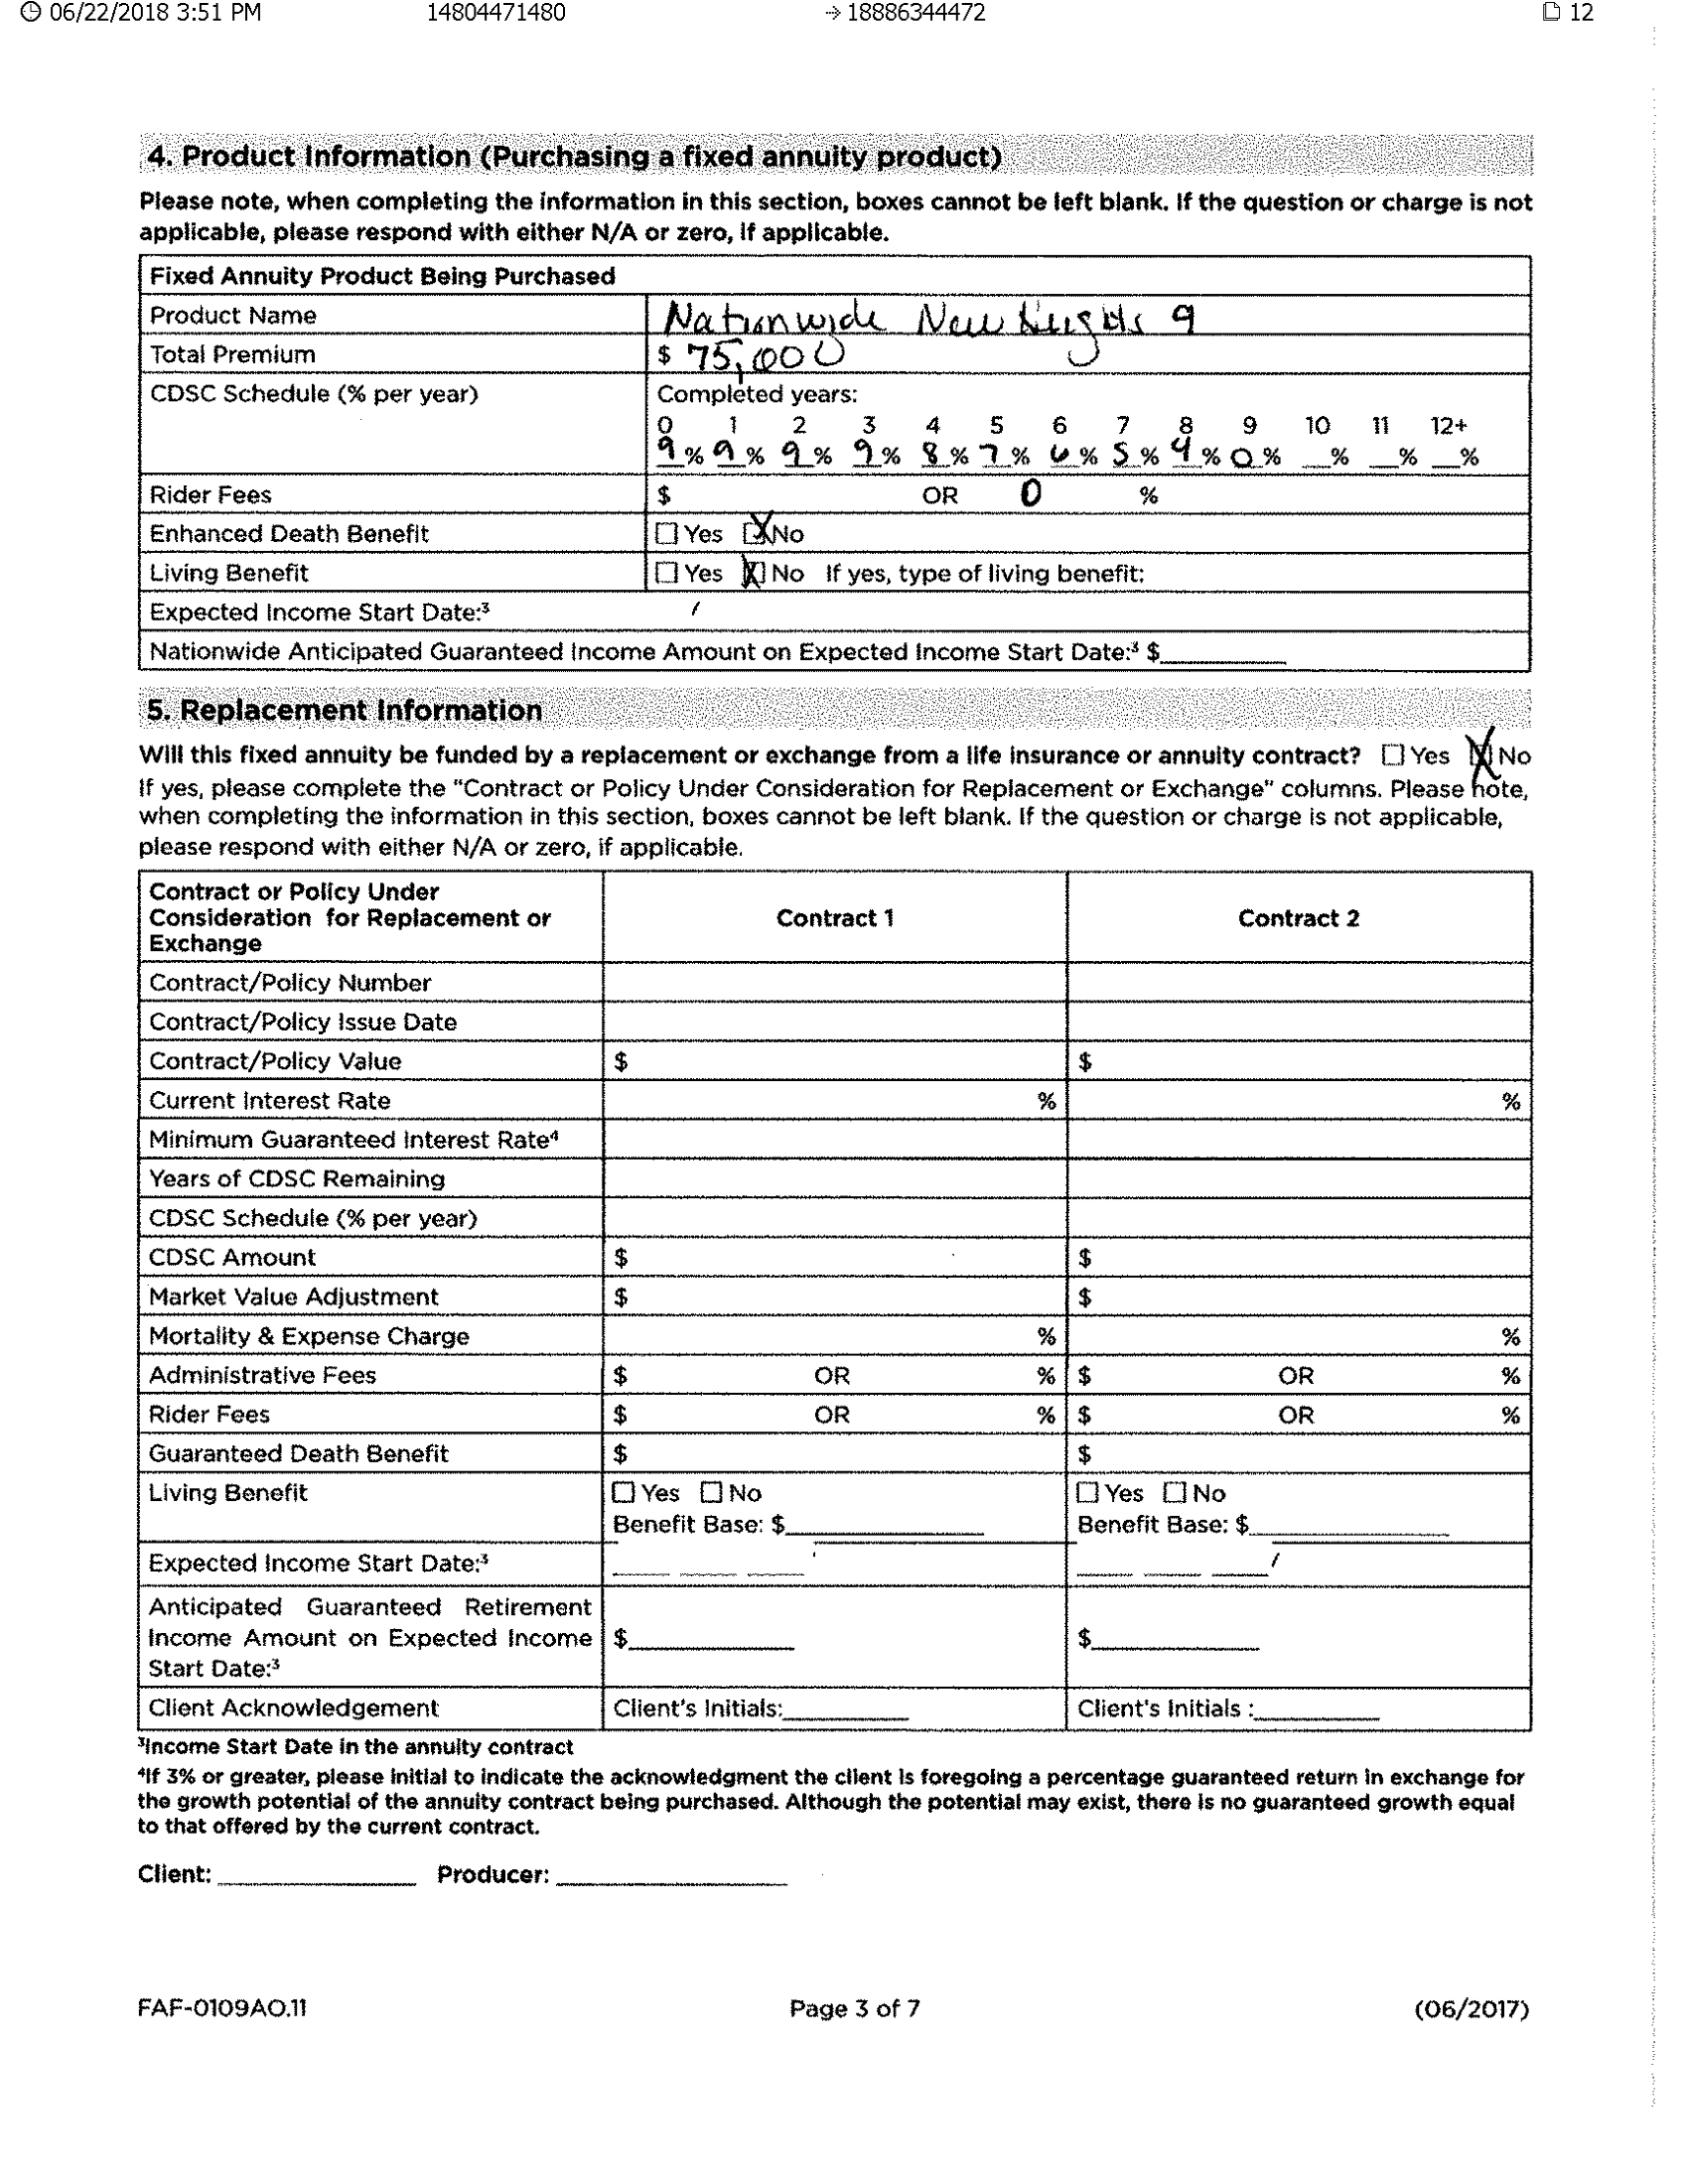 06/22/2018 3:51 PM 14804471480 → 18886344472 12
4. Product Information (Purchasing a fixed annuity product)
Please note, when completing the information in this section, boxes cannot be left blank. If the question or charge is not
applicable, please respond with either N/A or zero, if applicable.
Fixed Annuity Product Being Purchased
Product Name Nationwide New Heights 9
Total Premium $ 75,000
CDSC Schedule (% per year) Completed years:
0 1 2 3 4 5 6 7 8 9 10 11 12+
9 % 9 % 9 % 9 % 8 % 7 % 6 % 5 % 4 % 0 % __% __% __%
Rider Fees $ OR 0 %
Enhanced Death Benefit ☐ Yes ☒ No
Living Benefit ☐ Yes ☒ No If yes, type of living benefit:
Expected Income Start Date:³ /
Nationwide Anticipated Guaranteed Income Amount on Expected Income Start Date:³ $________
5. Replacement Information
Will this fixed annuity be funded by a replacement or exchange from a life insurance or annuity contract? ☐ Yes ☒ No
If yes, please complete the "Contract or Policy Under Consideration for Replacement or Exchange" columns. Please note,
when completing the information in this section, boxes cannot be left blank. If the question or charge is not applicable,
please respond with either N/A or zero, if applicable.
Contract or Policy Under
Consideration for Replacement or
Exchange
Contract 1 Contract 2
Contract/Policy Number
Contract/Policy Issue Date
Contract/Policy Value $ $
Current Interest Rate % %
Minimum Guaranteed Interest Rate⁴
Years of CDSC Remaining
CDSC Schedule (% per year)
CDSC Amount $ $
Market Value Adjustment $ $
Mortality & Expense Charge % %
Administrative Fees $ OR % $ OR %
Rider Fees $ OR % $ OR %
Guaranteed Death Benefit $ $
Living Benefit ☐ Yes ☐ No ☐ Yes ☐ No
Benefit Base: $________ Benefit Base: $________
Expected Income Start Date:³ ___ ___ ___ ' ___ ___ ___ /
Anticipated Guaranteed Retirement
Income Amount on Expected Income $________ $________
Start Date:³
Client Acknowledgement Client's Initials:________ Client's Initials :________
³Income Start Date in the annuity contract
⁴If 3% or greater, please initial to indicate the acknowledgment the client is foregoing a percentage guaranteed return in exchange for
the growth potential of the annuity contract being purchased. Although the potential may exist, there is no guaranteed growth equal
to that offered by the current contract.
Client: ________ Producer: ________
FAF-0109AO.11 Page 3 of 7 (06/2017)